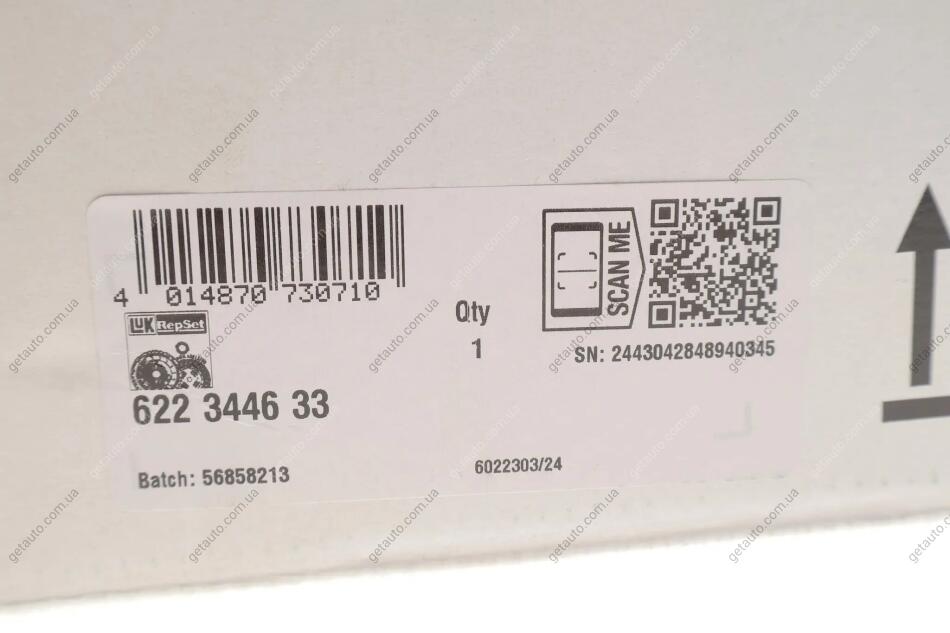 4 014870 730710
LUK RepSet
622 3446 33
Batch: 56858213
Qty
1
6022303/24
SCAN ME
SN: 2443042848940345
getauto.com.ua